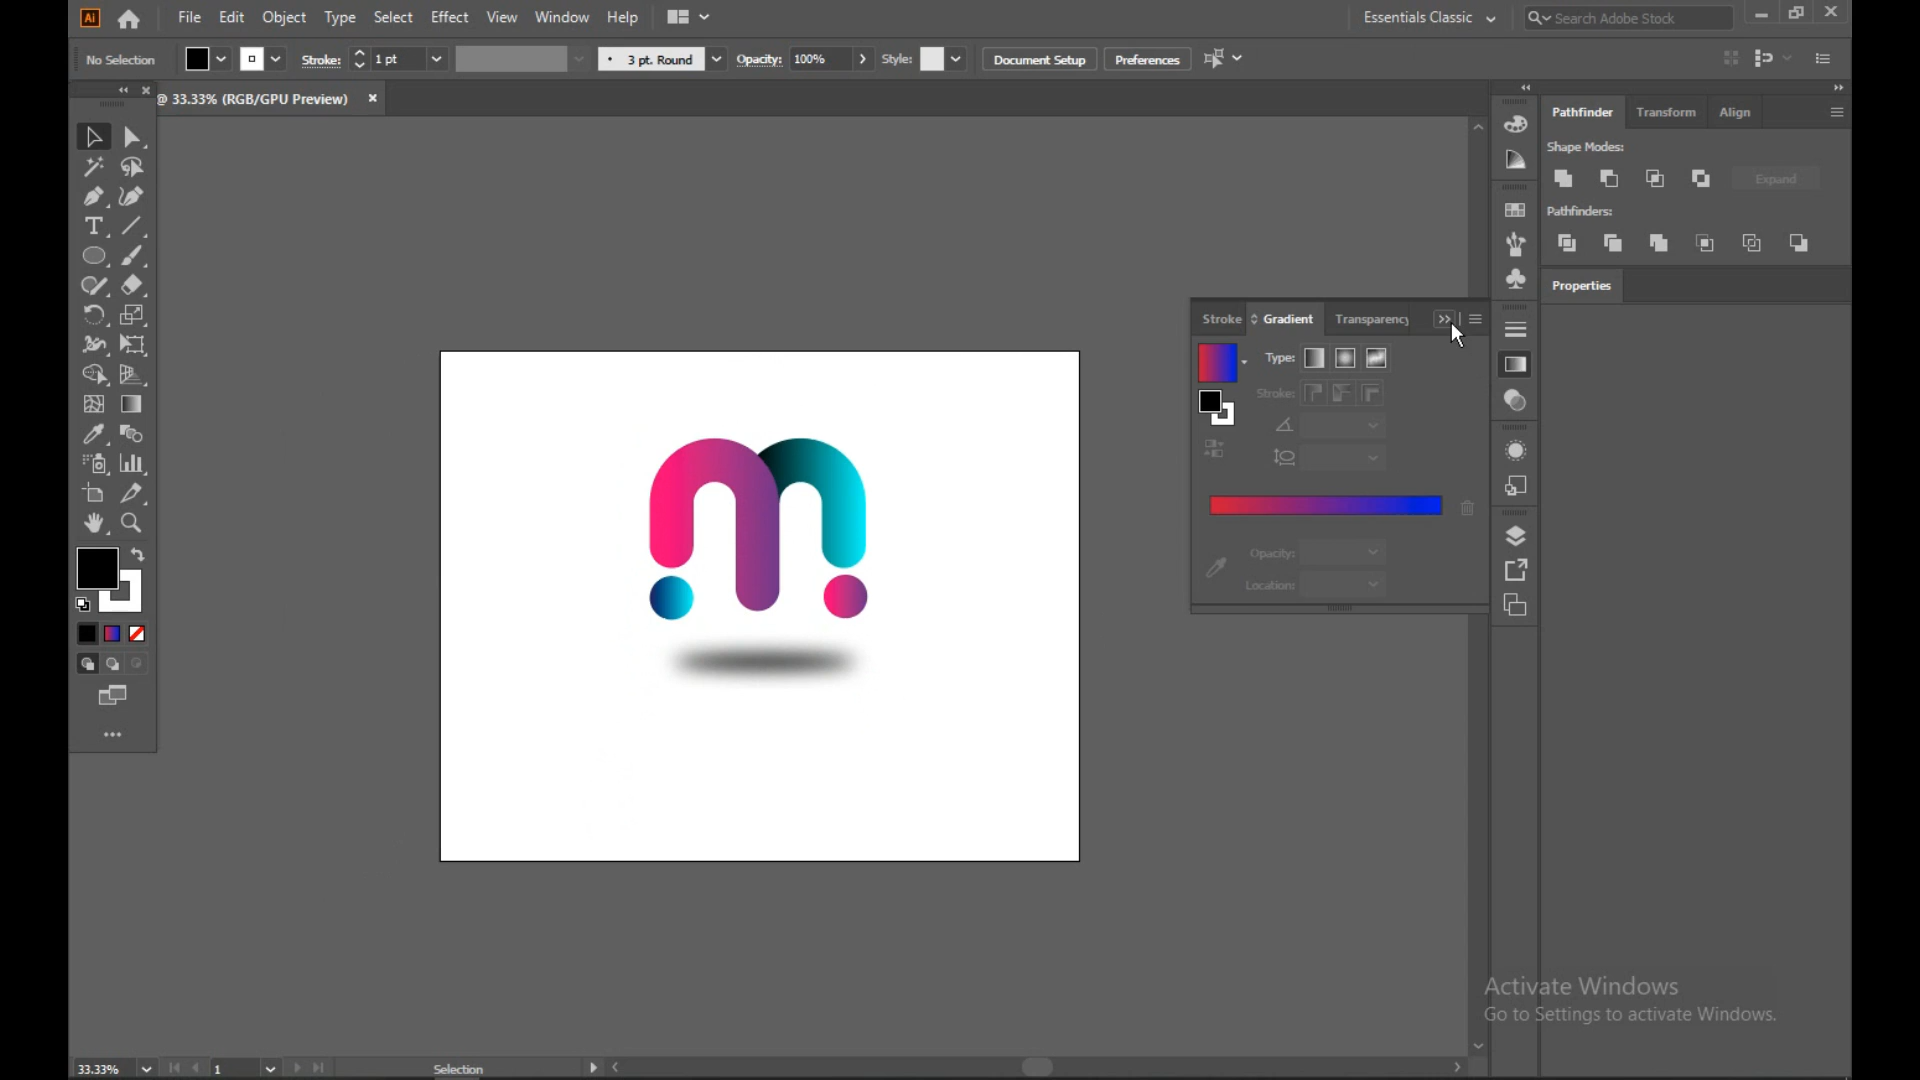 Ai File Edit Object Type Select Effect View Window Help Essentials Classic Search Adobe Stock
No Selection Stroke: 1 pt 3 pt. Round Opacity: 100% Style: Document Setup Preferences
@ 33.33% (RGB/GPU Preview)
Pathfinder Transform Align
Shape Modes:
Expand
Pathfinders:
Properties
Stroke Gradient Transparency
Type:
Stroke:
Opacity:
Location:
m
Activate Windows
Go to Settings to activate Windows.
33.33% 1 Selection